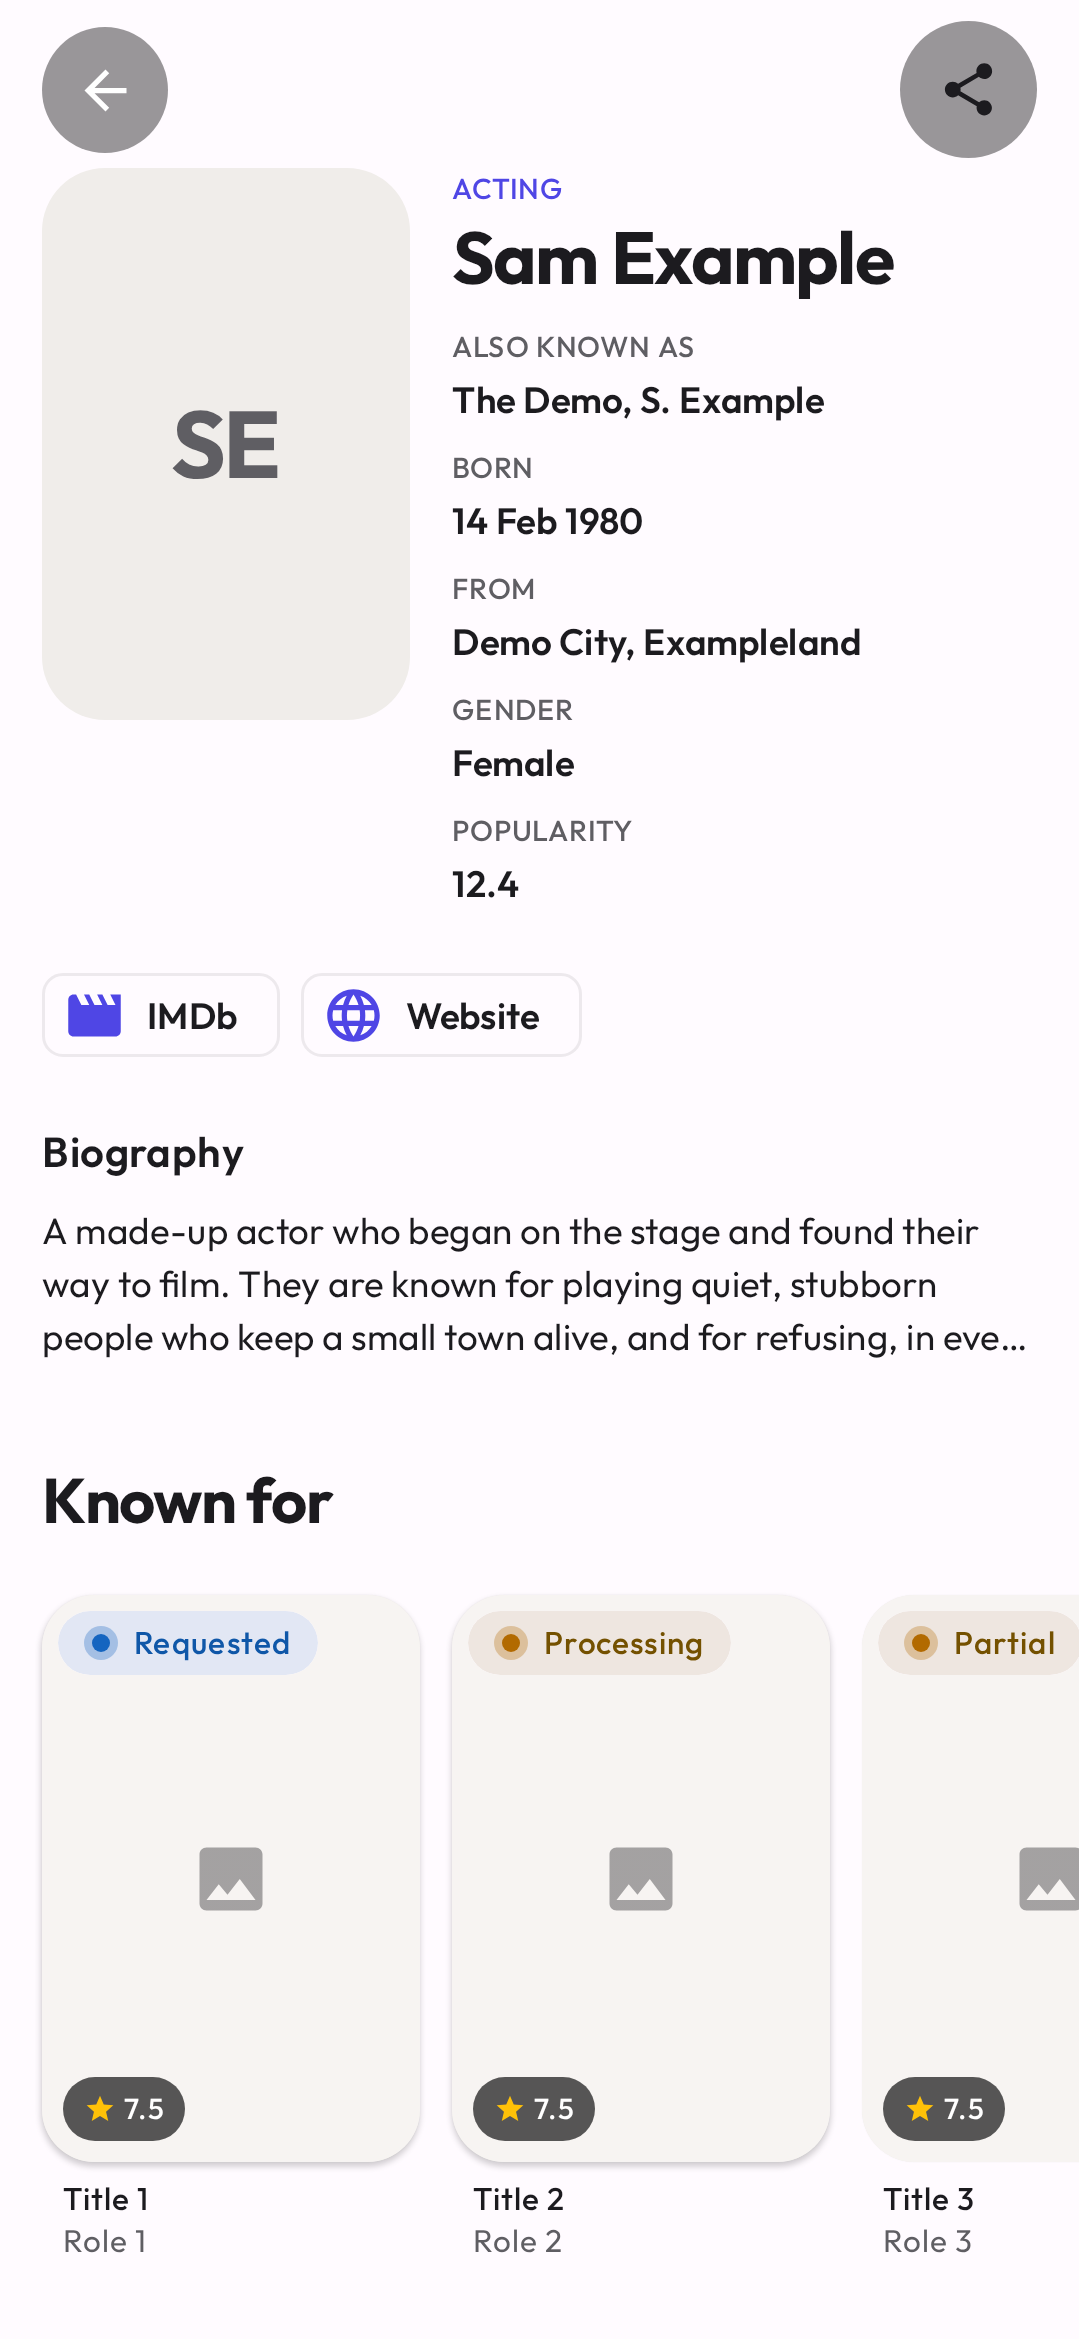 ACTING
Sam Example
ALSO KNOWN AS
The Demo, S. Example
BORN
14 Feb 1980
FROM
Demo City, Exampleland
GENDER
Female
POPULARITY
12.4
SE
IMDb
Website
Biography
A made-up actor who began on the stage and found their
way to film. They are known for playing quiet, stubborn
people who keep a small town alive, and for refusing, in eve…
Known for
Requested
Processing
Partial
7.5
7.5
7.5
Title 1
Title 2
Title 3
Role 1
Role 2
Role 3